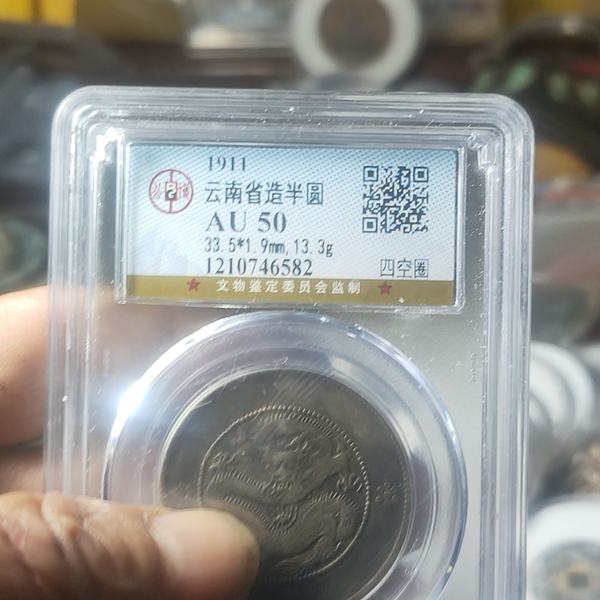 1911
云南省造半圆
AU 50
33.5*1.9mm,13.3g
1210746582
四空圈
★ 文物鉴定委员会监制 ★